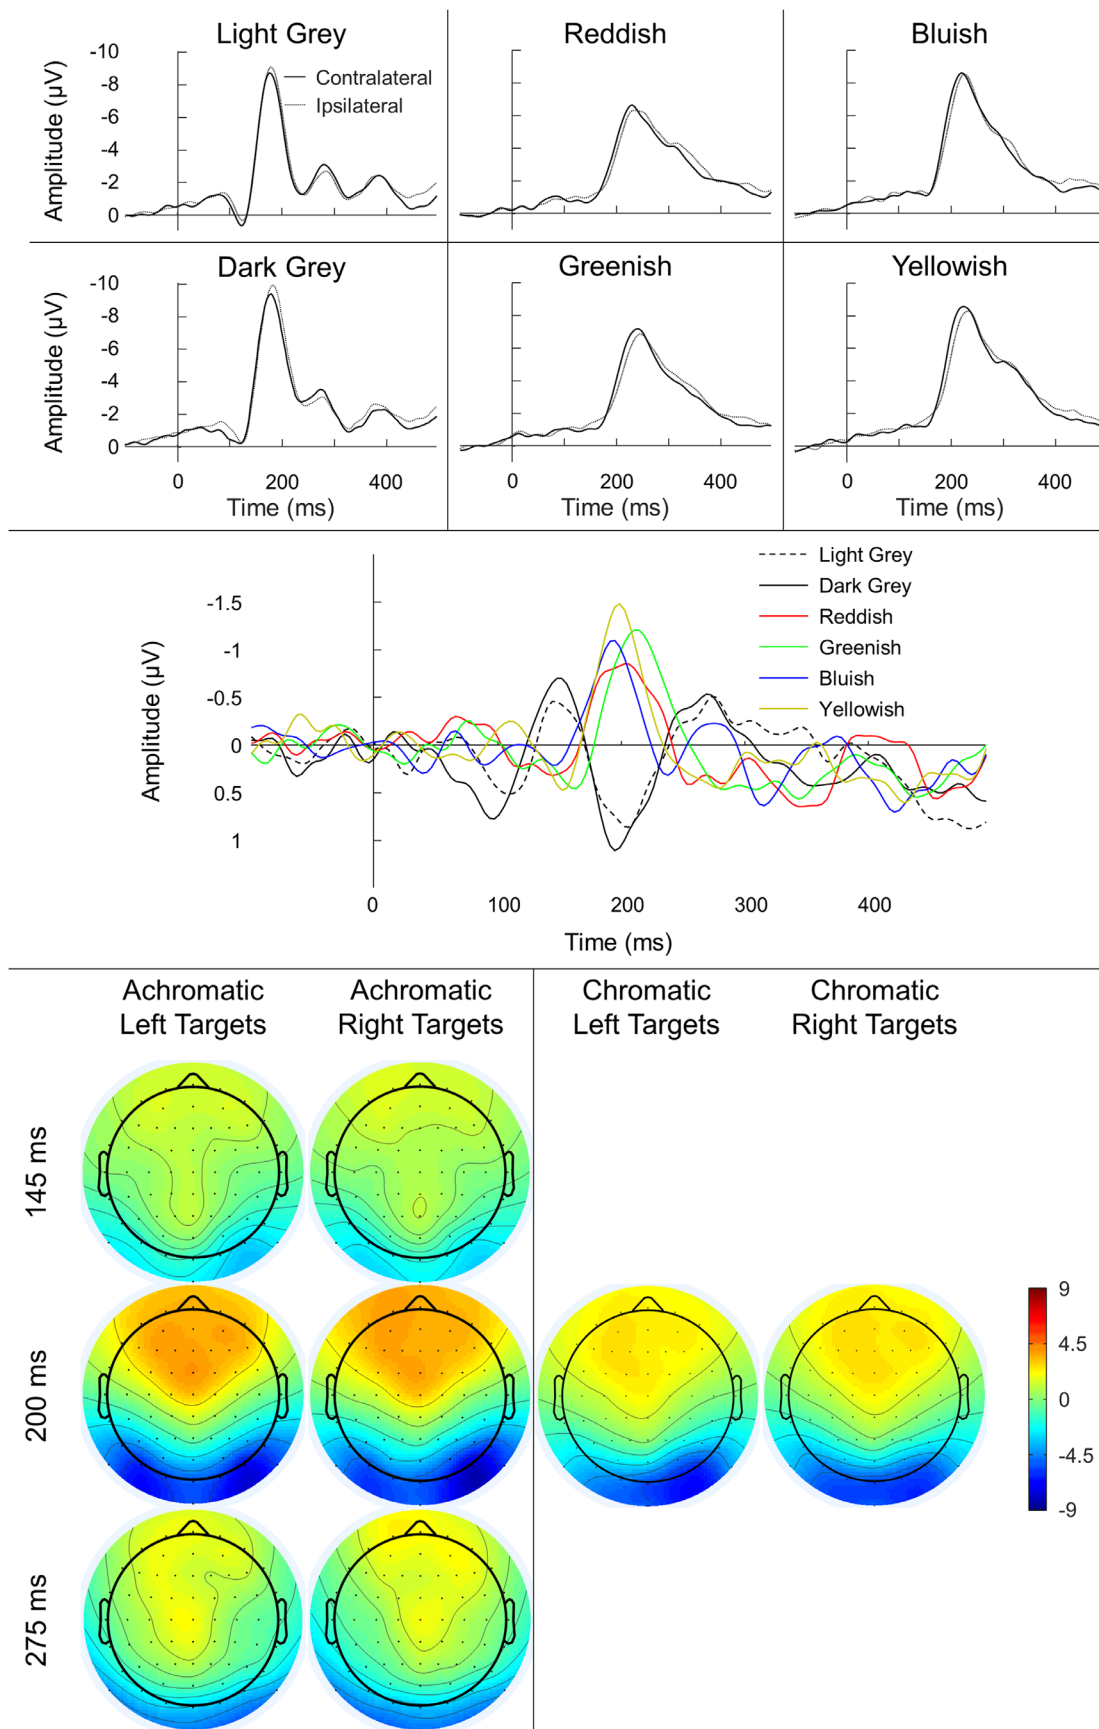 Light Grey
Reddish
Bluish
Amplitude (µV)
-10
-8
-6
-4
-2
0
Contralateral
Ipsilateral
Dark Grey
Greenish
Yellowish
Amplitude (µV)
-10
-8
-6
-4
-2
0
0 200 400
0 200 400
0 200 400
Time (ms)
Time (ms)
Time (ms)
Amplitude (µV)
-1.5
-1
-0.5
0
0.5
1
Light Grey
Dark Grey
Reddish
Greenish
Bluish
Yellowish
0 100 200 300 400
Time (ms)
Achromatic
Left Targets
Achromatic
Right Targets
Chromatic
Left Targets
Chromatic
Right Targets
145 ms
200 ms
275 ms
9
4.5
0
-4.5
-9